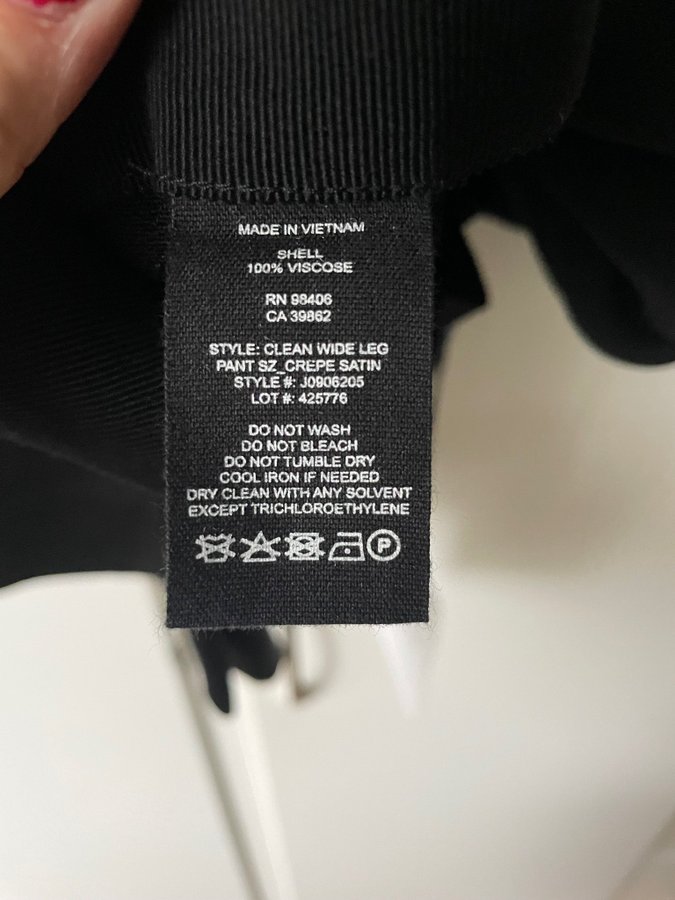 MADE IN VIETNAM
SHELL
100% VISCOSE
RN 98406
CA 39862
STYLE: CLEAN WIDE LEG
PANT SZ_CREPE SATIN
STYLE #: J0906205
LOT #: 425776
DO NOT WASH
DO NOT BLEACH
DO NOT TUMBLE DRY
COOL IRON IF NEEDED
DRY CLEAN WITH ANY SOLVENT
EXCEPT TRICHLOROETHYLENE
P